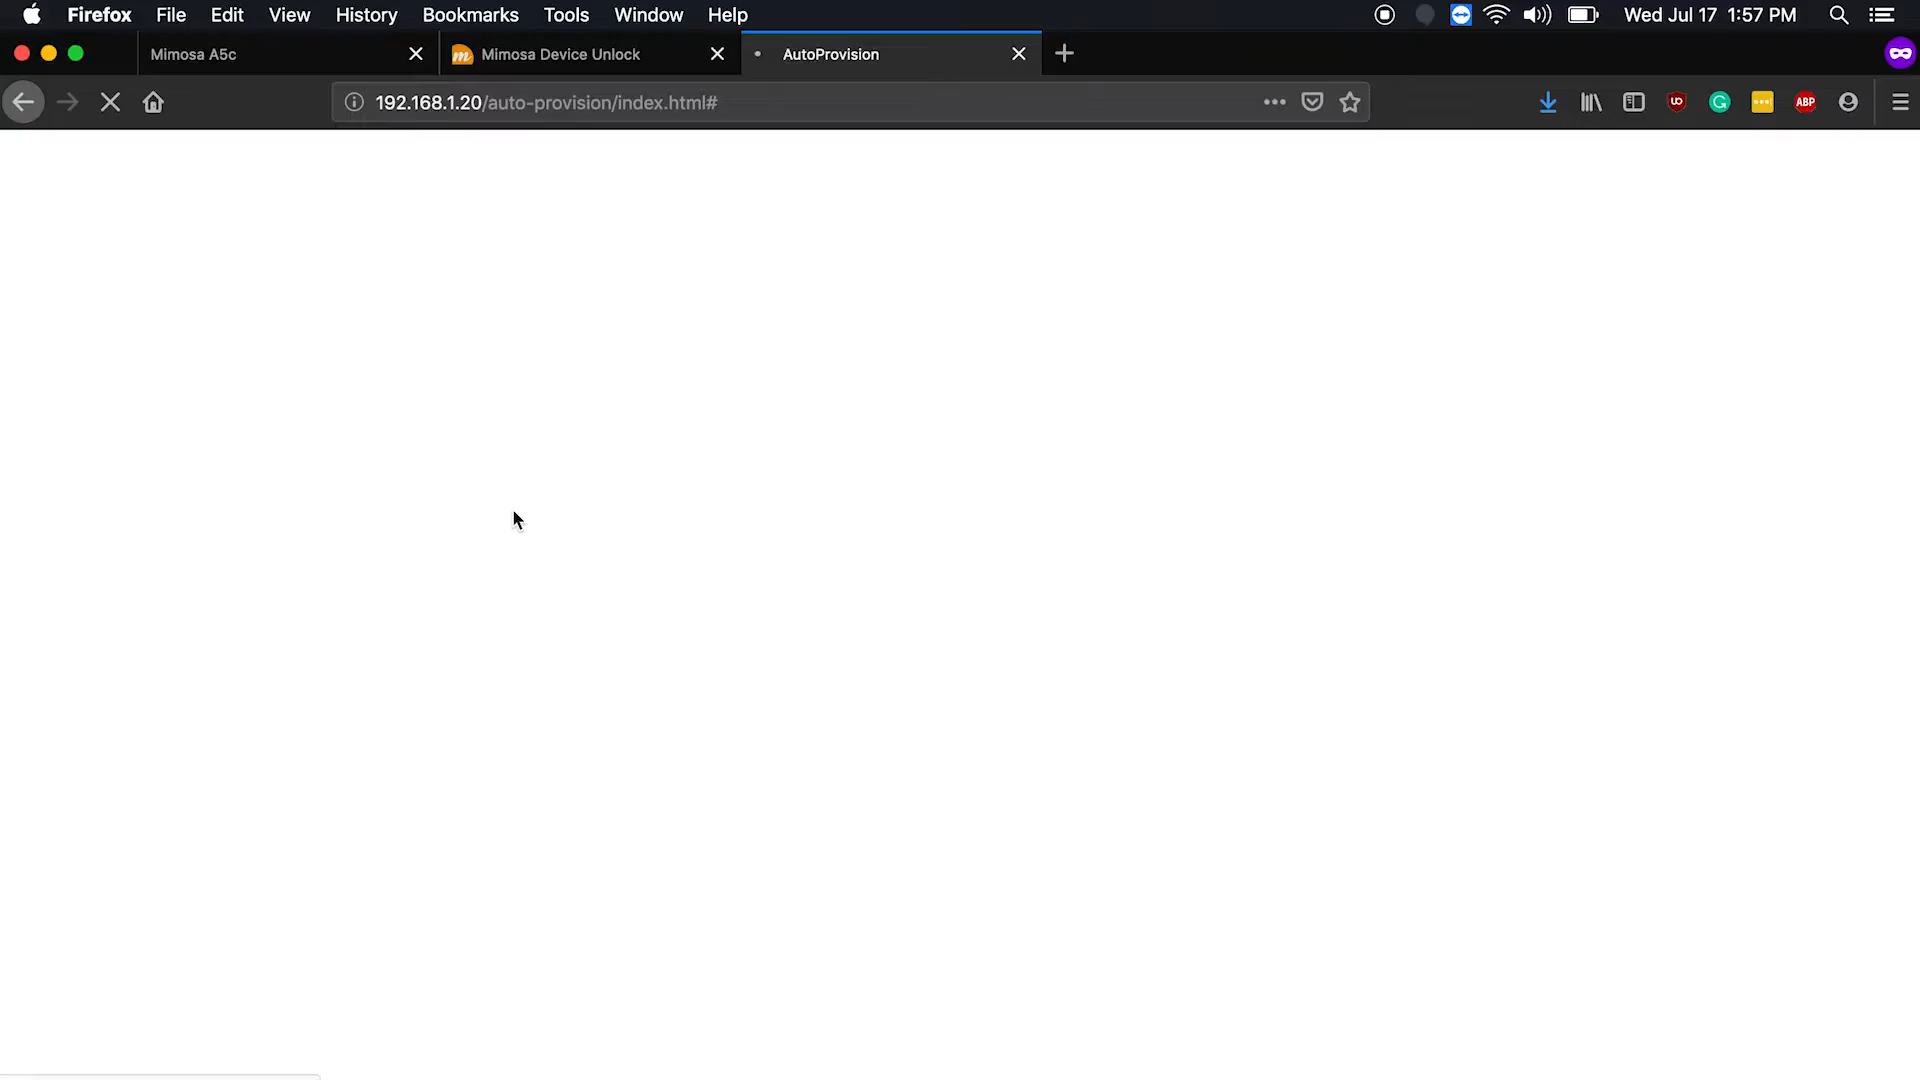 Firefox File Edit View History Bookmarks Tools Window Help Wed Jul 17 1:57 PM
Mimosa A5c m Mimosa Device Unlock AutoProvision
192.168.1.20/auto-provision/index.html# UO G ABP